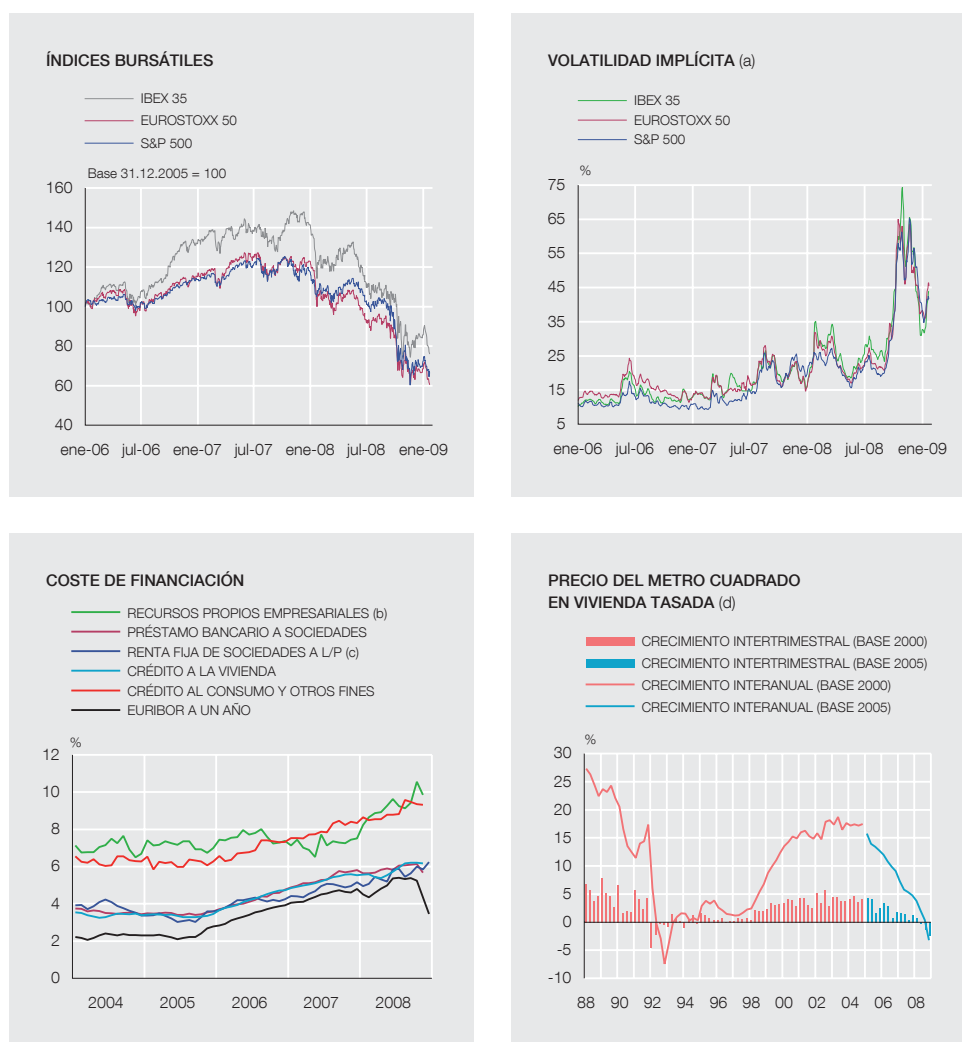 ÍNDICES BURSÁTILES
IBEX 35
EUROSTOXX 50
S&P 500
Base 31.12.2005 = 100
160
140
120
100
80
60
40
ene-06 jul-06 ene-07 jul-07 ene-08 jul-08 ene-09
VOLATILIDAD IMPLÍCITA (a)
IBEX 35
EUROSTOXX 50
S&P 500
%
75
65
55
45
35
25
15
5
ene-06 jul-06 ene-07 jul-07 ene-08 jul-08 ene-09
COSTE DE FINANCIACIÓN
RECURSOS PROPIOS EMPRESARIALES (b)
PRÉSTAMO BANCARIO A SOCIEDADES
RENTA FIJA DE SOCIEDADES A L/P (c)
CRÉDITO A LA VIVIENDA
CRÉDITO AL CONSUMO Y OTROS FINES
EURIBOR A UN AÑO
%
12
10
8
6
4
2
0
2004 2005 2006 2007 2008
PRECIO DEL METRO CUADRADO
EN VIVIENDA TASADA (d)
CRECIMIENTO INTERTRIMESTRAL (BASE 2000)
CRECIMIENTO INTERTRIMESTRAL (BASE 2005)
CRECIMIENTO INTERANUAL (BASE 2000)
CRECIMIENTO INTERANUAL (BASE 2005)
%
30
25
20
15
10
5
0
-5
-10
88 90 92 94 96 98 00 02 04 06 08